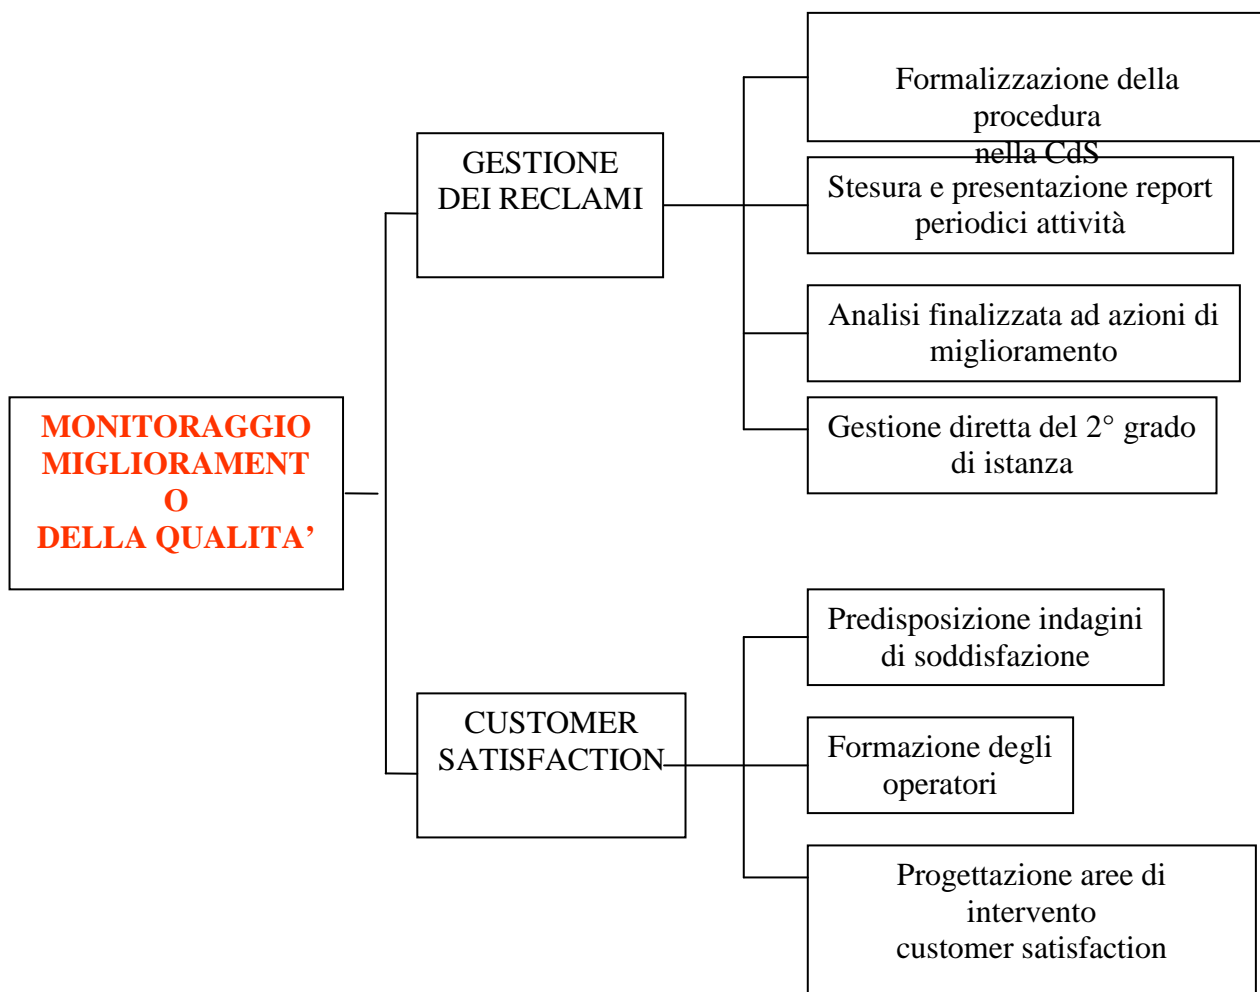 MONITORAGGIO
MIGLIORAMENT
O
DELLA QUALITA’
GESTIONE
DEI RECLAMI
Formalizzazione della
procedura
nella CdS
Stesura e presentazione report
periodici attività
Analisi finalizzata ad azioni di
miglioramento
Gestione diretta del 2° grado
di istanza
CUSTOMER
SATISFACTION
Predisposizione indagini
di soddisfazione
Formazione degli
operatori
Progettazione aree di
intervento
customer satisfaction